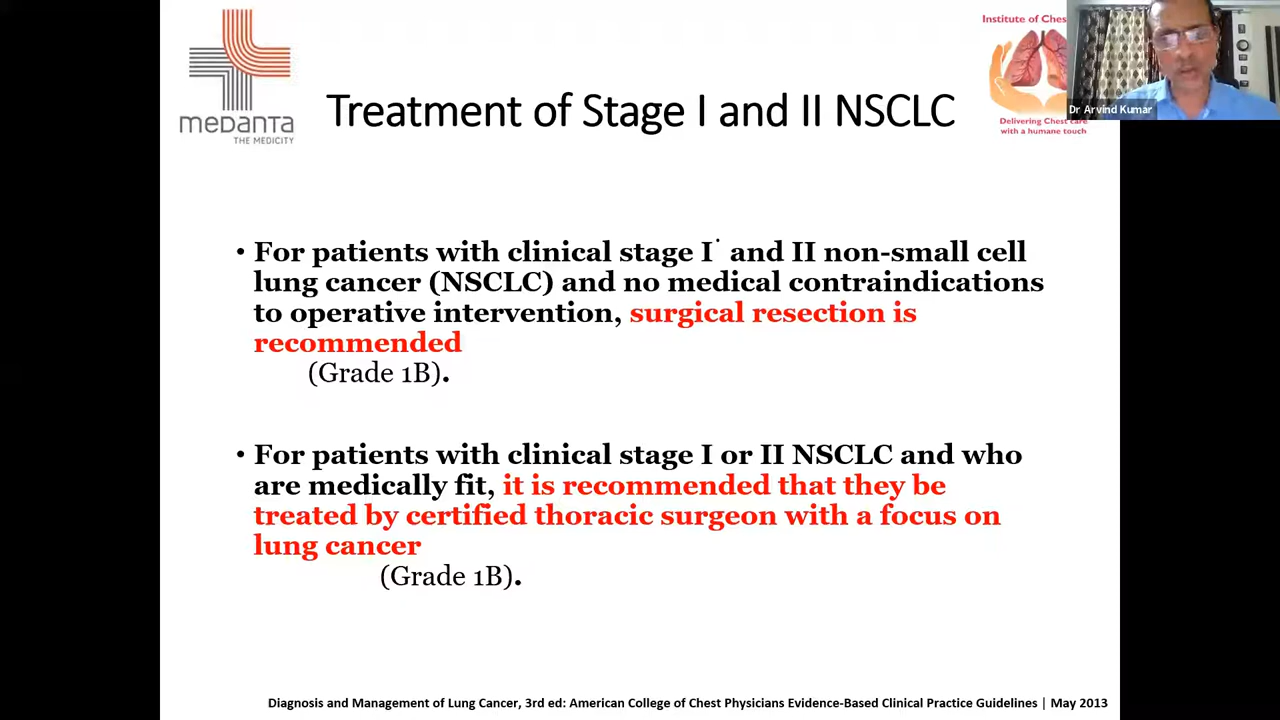 medanta
THE MEDICITY
Treatment of Stage I and II NSCLC
Institute of Ches
Delivering Chest care
with a humane touch
Dr Arvind Kumar
• For patients with clinical stage I and II non-small cell
lung cancer (NSCLC) and no medical contraindications
to operative intervention, surgical resection is
recommended
(Grade 1B).
• For patients with clinical stage I or II NSCLC and who
are medically fit, it is recommended that they be
treated by certified thoracic surgeon with a focus on
lung cancer
(Grade 1B).
Diagnosis and Management of Lung Cancer, 3rd ed: American College of Chest Physicians Evidence-Based Clinical Practice Guidelines | May 2013